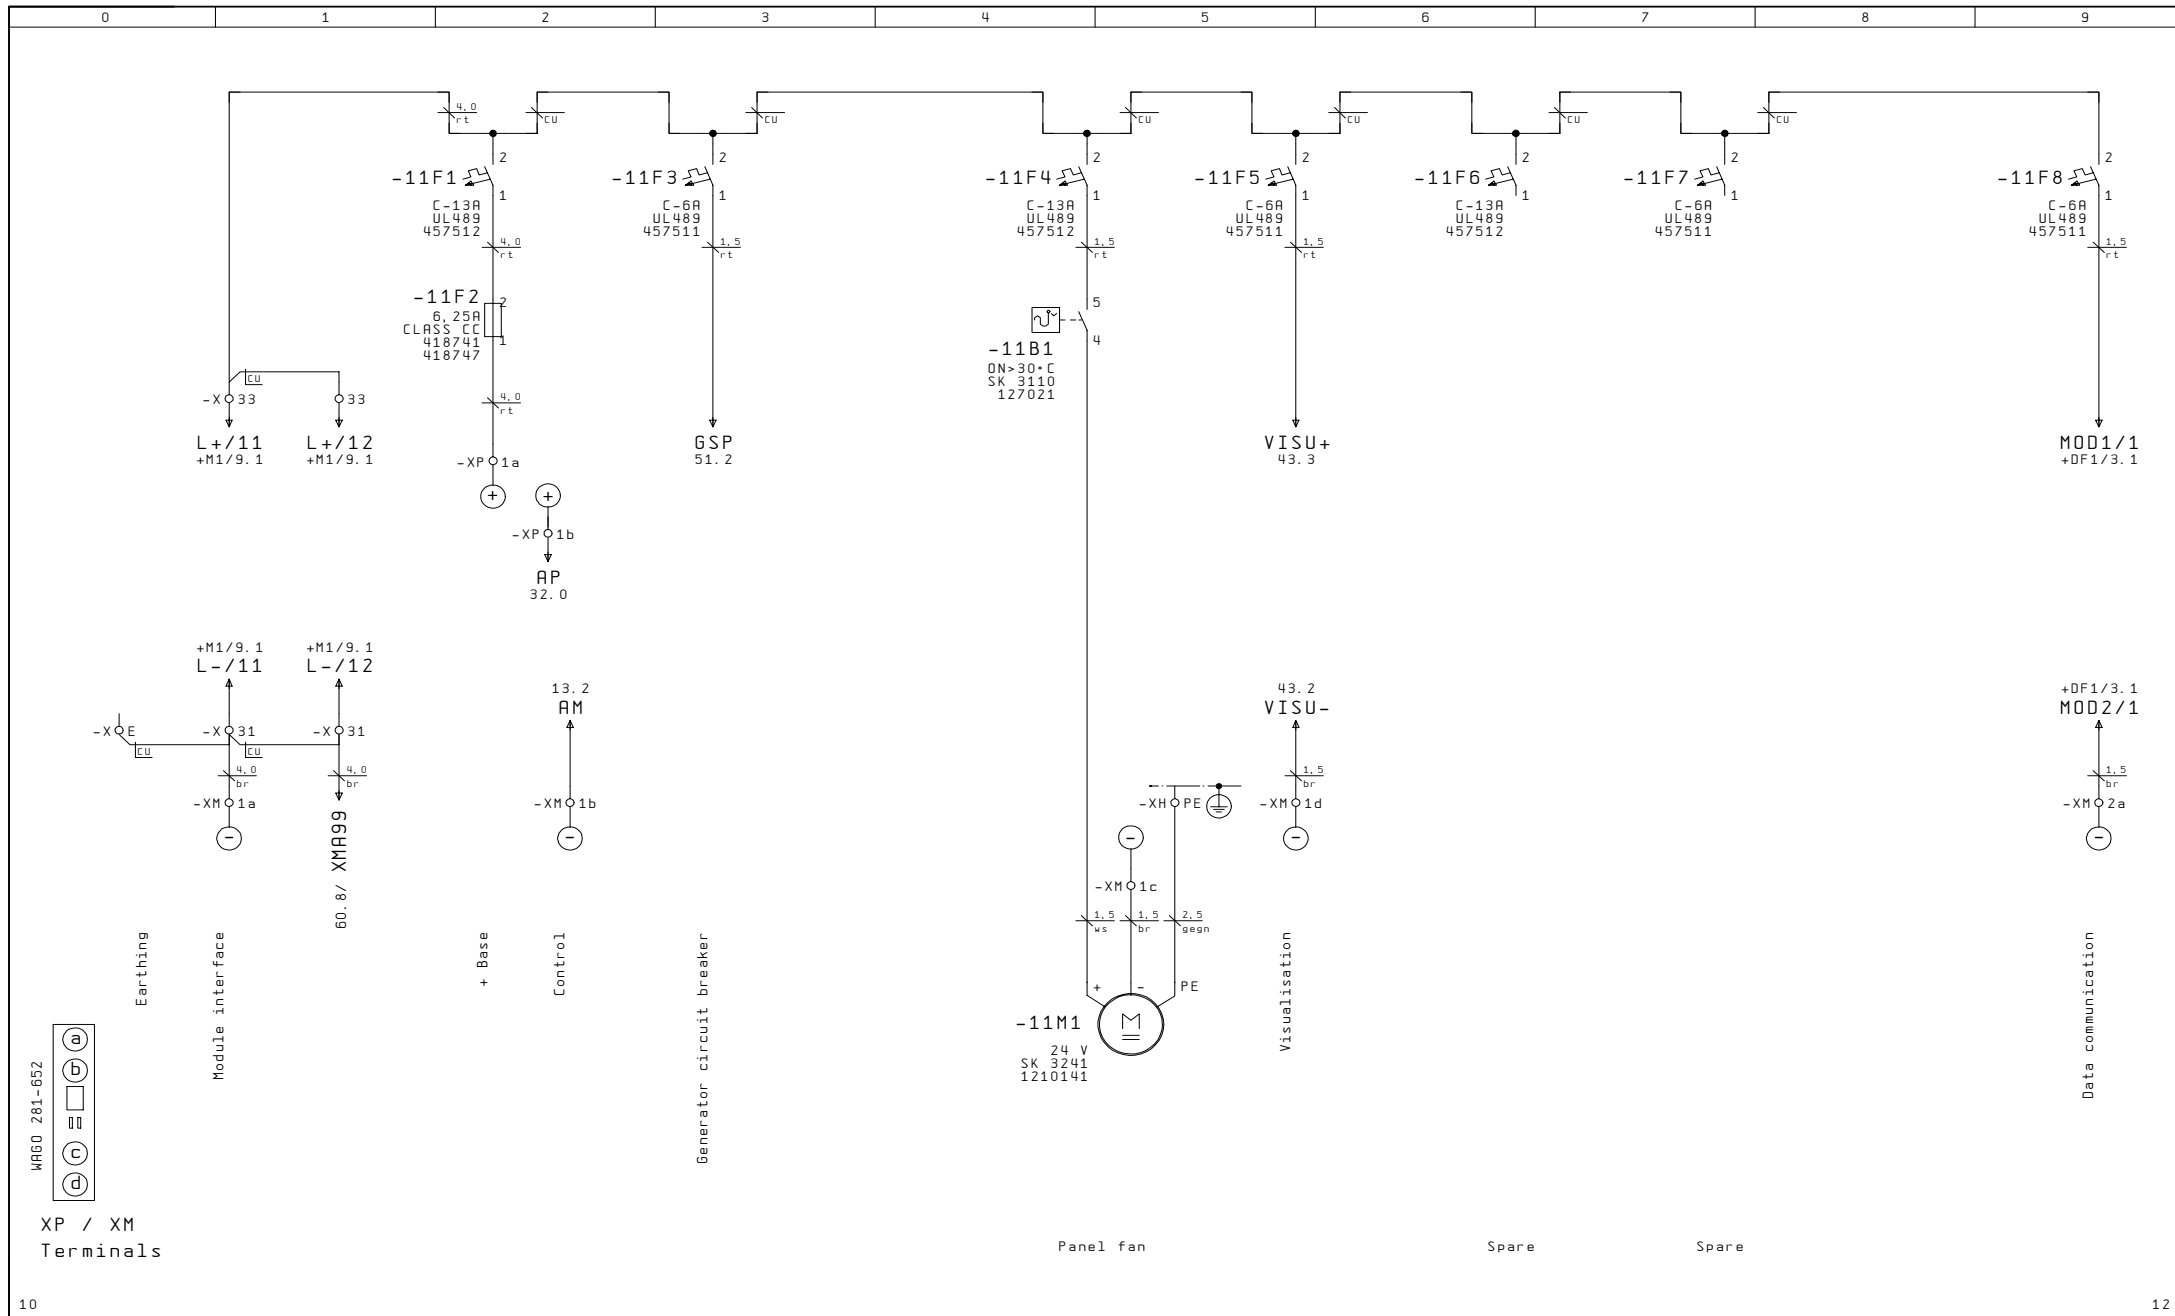 0 1 2 3 4 5 6 7 8 9
4,0
rt
CU
CU
CU
CU
CU
CU
2
-11F1
1
C-13A
UL489
457512
4,0
rt
2
-11F3
1
C-6A
UL489
457511
1,5
rt
2
-11F4
1
C-13A
UL489
457512
1,5
rt
2
-11F5
1
C-6A
UL489
457511
1,5
rt
2
-11F6
1
C-13A
UL489
457512
2
-11F7
1
C-6A
UL489
457511
2
-11F8
1
C-6A
UL489
457511
1,5
rt
-11F2
2
6,25A
CLASS CC
418741
1
418747
5
4
-11B1
ON>30°C
SK 3110
127021
CU
-X 33
33
4,0
rt
L+/11
+M1/9.1
L+/12
+M1/9.1
-XP 1a
+
+
-XP 1b
AP
32.0
GSP
51.2
VISU+
43.3
MOD1/1
+DF1/3.1
+M1/9.1
L-/11
+M1/9.1
L-/12
13.2
AM
43.2
VISU-
+DF1/3.1
MOD2/1
-X E
CU
-X 31
CU
-X 31
4,0
br
4,0
br
-XM 1a
-
60.8/ XMA99
-XM 1b
-
-XH PE
1,5
br
-XM 1d
-
1,5
br
-XM 2a
-
-
-XM 1c
1,5
ws
1,5
br
2,5
gegn
+
-
PE
-11M1
M
24 V
SK 3241
1210141
Earthing
Module interface
+ Base
Control
Generator circuit breaker
Visualisation
Data communication
WAGO 281-652
a
b
c
d
XP / XM
Terminals
Panel fan
Spare
Spare
10
12